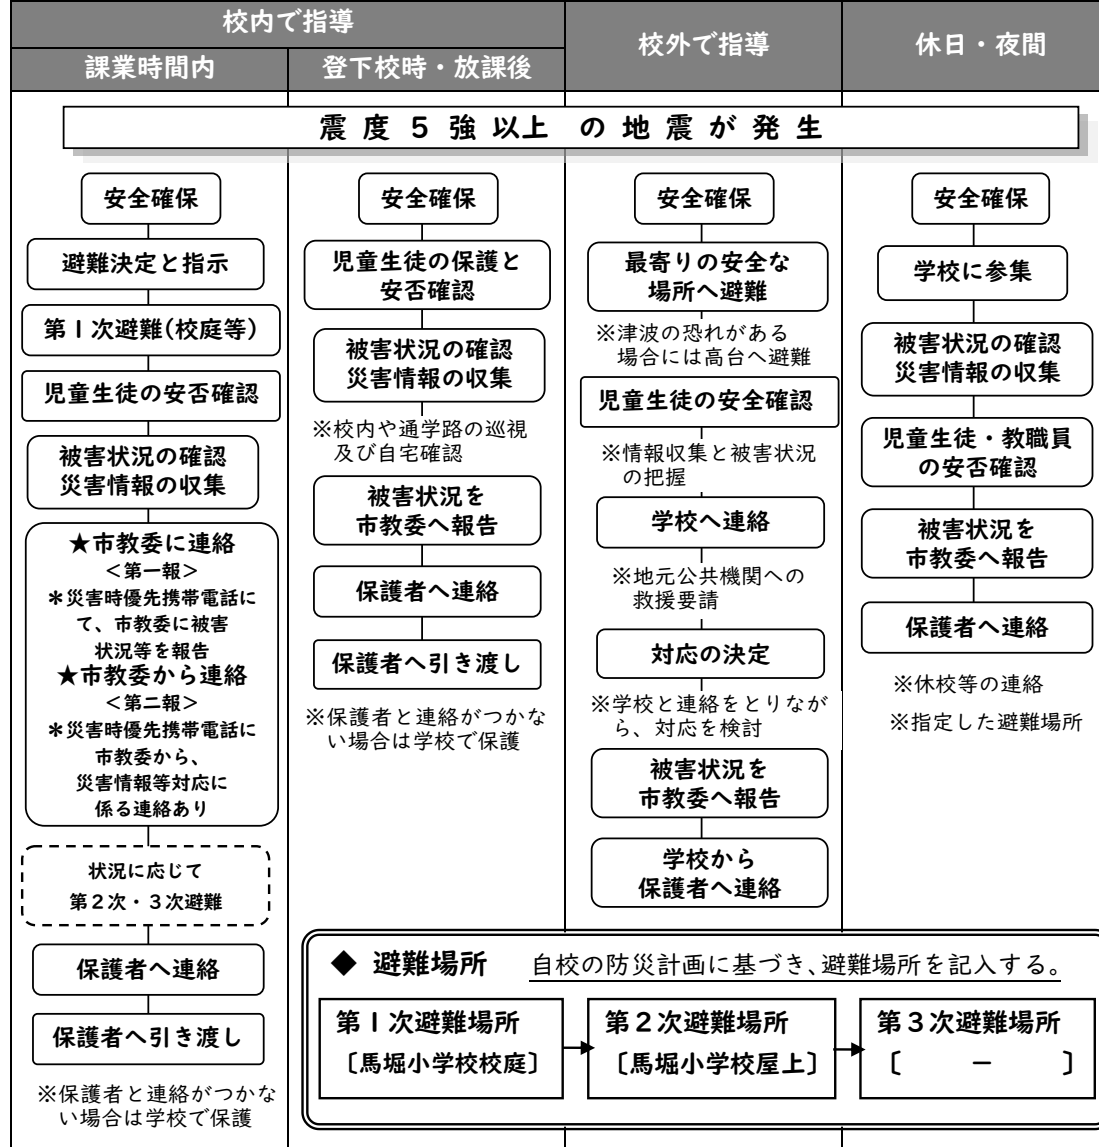 校内で指導
校外で指導
休日・夜間
課業時間内
登下校時・放課後
震度５強以上の地震が発生
安全確保
避難決定と指示
第１次避難(校庭等)
児童生徒の安否確認
被害状況の確認
災害情報の収集
★市教委に連絡
＜第一報＞
＊災害時優先携帯電話に
て、市教委に被害
状況等を報告
★市教委から連絡
＜第二報＞
＊災害時優先携帯電話に
市教委から、
災害情報等対応に
係る連絡あり
状況に応じて
第２次・３次避難
保護者へ連絡
保護者へ引き渡し
※保護者と連絡がつかな
い場合は学校で保護
安全確保
児童生徒の保護と
安否確認
被害状況の確認
災害情報の収集
※校内や通学路の巡視
及び自宅確認
被害状況を
市教委へ報告
保護者へ連絡
保護者へ引き渡し
※保護者と連絡がつかな
い場合は学校で保護
安全確保
最寄りの安全な
場所へ避難
※津波の恐れがある
場合には高台へ避難
児童生徒の安全確認
※情報収集と被害状況
の把握
学校へ連絡
※地元公共機関への
救援要請
対応の決定
※学校と連絡をとりなが
ら、対応を検討
被害状況を
市教委へ報告
学校から
保護者へ連絡
安全確保
学校に参集
被害状況の確認
災害情報の収集
児童生徒・教職員
の安否確認
被害状況を
市教委へ報告
保護者へ連絡
※休校等の連絡
※指定した避難場所
◆ 避難場所 自校の防災計画に基づき、避難場所を記入する。
第１次避難場所
〔馬堀小学校校庭〕
第２次避難場所
〔馬堀小学校屋上〕
第３次避難場所
〔 － 〕